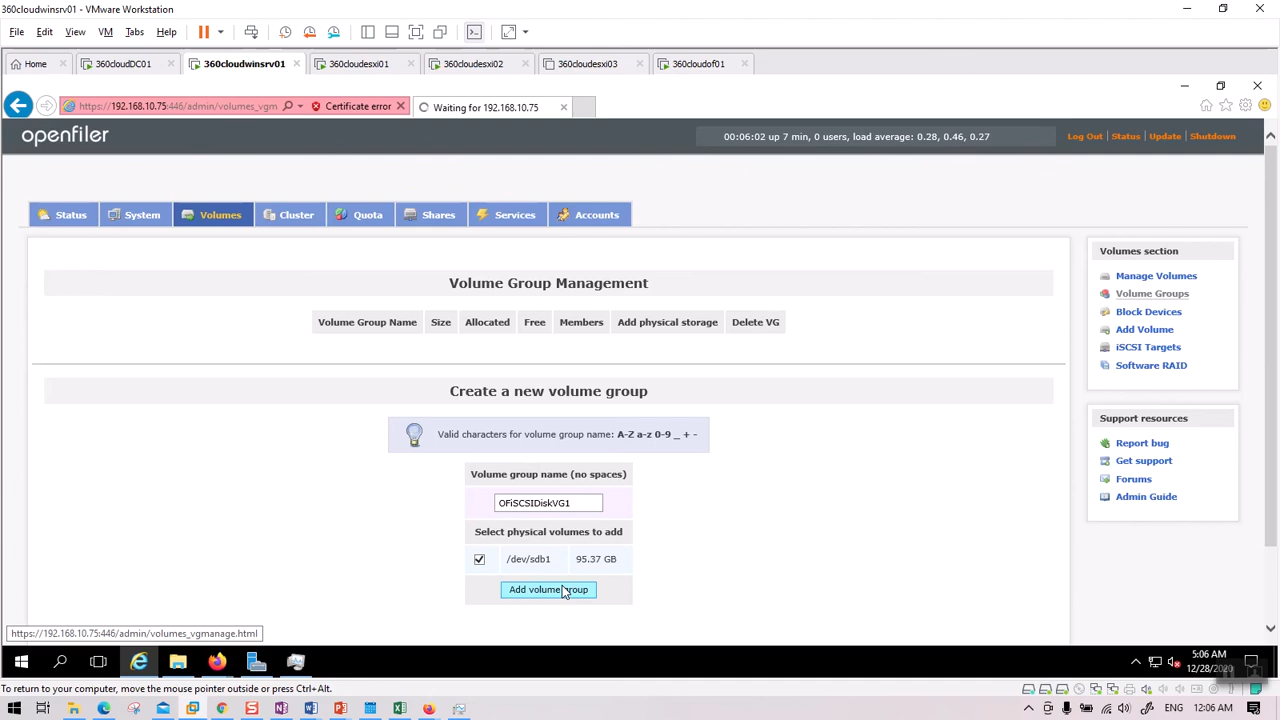 360cloudwinsrv01 - VMware Workstation
File Edit View VM Tabs Help
Home 360cloudDC01 360cloudwinsrv01 360cloudesxi01 360cloudesxi02 360cloudesxi03 360cloudof01
https://192.168.10.75:446/admin/volumes_vgm Certificate error Waiting for 192.168.10.75
openfiler 00:06:02 up 7 min, 0 users, load average: 0.28, 0.46, 0.27 Log Out | Status | Update | Shutdown
Status System Volumes Cluster Quota Shares Services Accounts
Volumes section
Manage Volumes
Volume Groups
Block Devices
Add Volume
iSCSI Targets
Software RAID
Support resources
Report bug
Get support
Forums
Admin Guide
Volume Group Management
Volume Group Name Size Allocated Free Members Add physical storage Delete VG
Create a new volume group
Valid characters for volume group name: A-Z a-z 0-9 _ + -
Volume group name (no spaces)
OFiSCSIDiskVG1
Select physical volumes to add
/dev/sdb1 95.37 GB
Add volume group
https://192.168.10.75:446/admin/volumes_vgmanage.html
5:06 AM
12/28/2020
To return to your computer, move the mouse pointer outside or press Ctrl+Alt.
ENG 12:06 AM